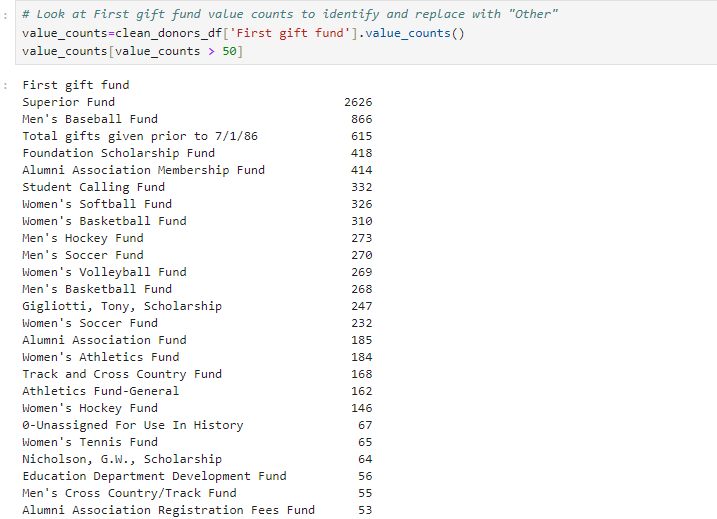 # Look at First gift fund value counts to identify and replace with "Other"
value_counts=clean_donors_df['First gift fund'].value_counts()
value_counts[value_counts > 50]
First gift fund
Superior Fund 2626
Men's Baseball Fund 866
Total gifts given prior to 7/1/86 615
Foundation Scholarship Fund 418
Alumni Association Membership Fund 414
Student Calling Fund 332
Women's Softball Fund 326
Women's Basketball Fund 310
Men's Hockey Fund 273
Men's Soccer Fund 270
Women's Volleyball Fund 269
Men's Basketball Fund 268
Gigliotti, Tony, Scholarship 247
Women's Soccer Fund 232
Alumni Association Fund 185
Women's Athletics Fund 184
Track and Cross Country Fund 168
Athletics Fund-General 162
Women's Hockey Fund 146
0-Unassigned For Use In History 67
Women's Tennis Fund 65
Nicholson, G.W., Scholarship 64
Education Department Development Fund 56
Men's Cross Country/Track Fund 55
Alumni Association Registration Fees Fund 53